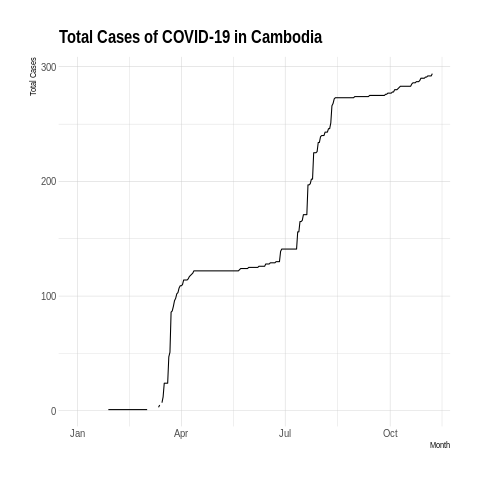 Total Cases of COVID-19 in Cambodia
Total Cases
300
200
100
0
Jan Apr Jul Oct
Month